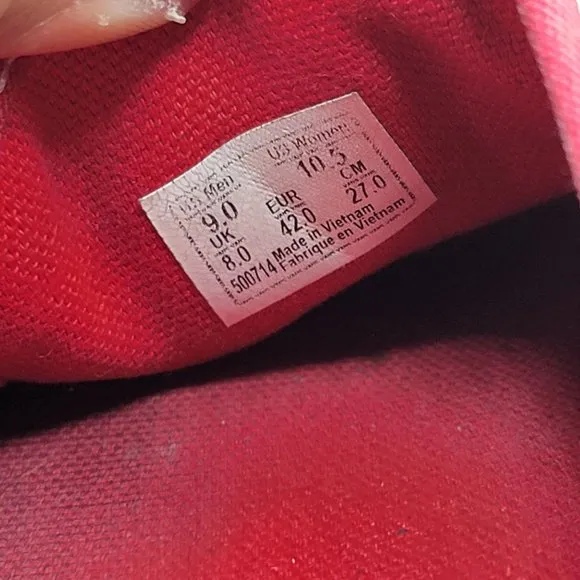 US Men US Women
9.0 10.5
UK EUR CM
8.0 42.0 27.0
500714 Made in Vietnam
Fabrique en Vietnam